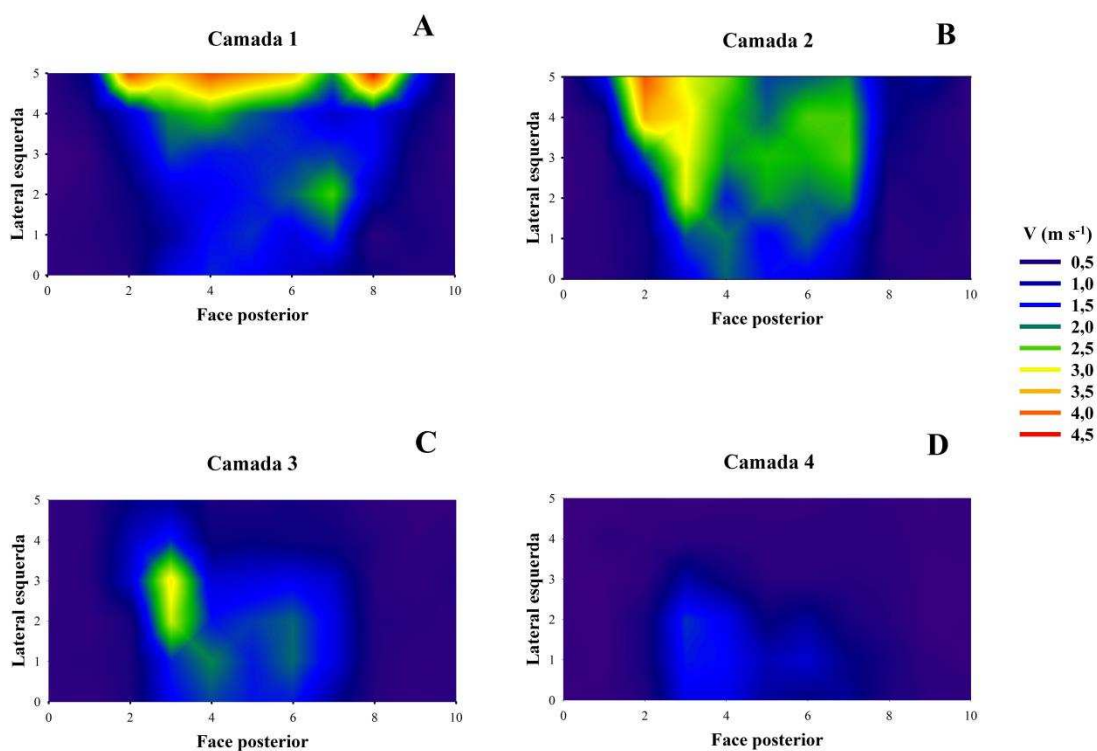 A
Camada 1
Lateral esquerda
5
4
3
2
1
0
0 2 4 6 8 10
Face posterior
B
Camada 2
Lateral esquerda
5
4
3
2
1
0
0 2 4 6 8 10
Face posterior
V (m s⁻¹)
0,5
1,0
1,5
2,0
2,5
3,0
3,5
4,0
4,5
C
Camada 3
Lateral esquerda
5
4
3
2
1
0
0 2 4 6 8 10
Face posterior
D
Camada 4
Lateral esquerda
5
4
3
2
1
0
0 2 4 6 8 10
Face posterior